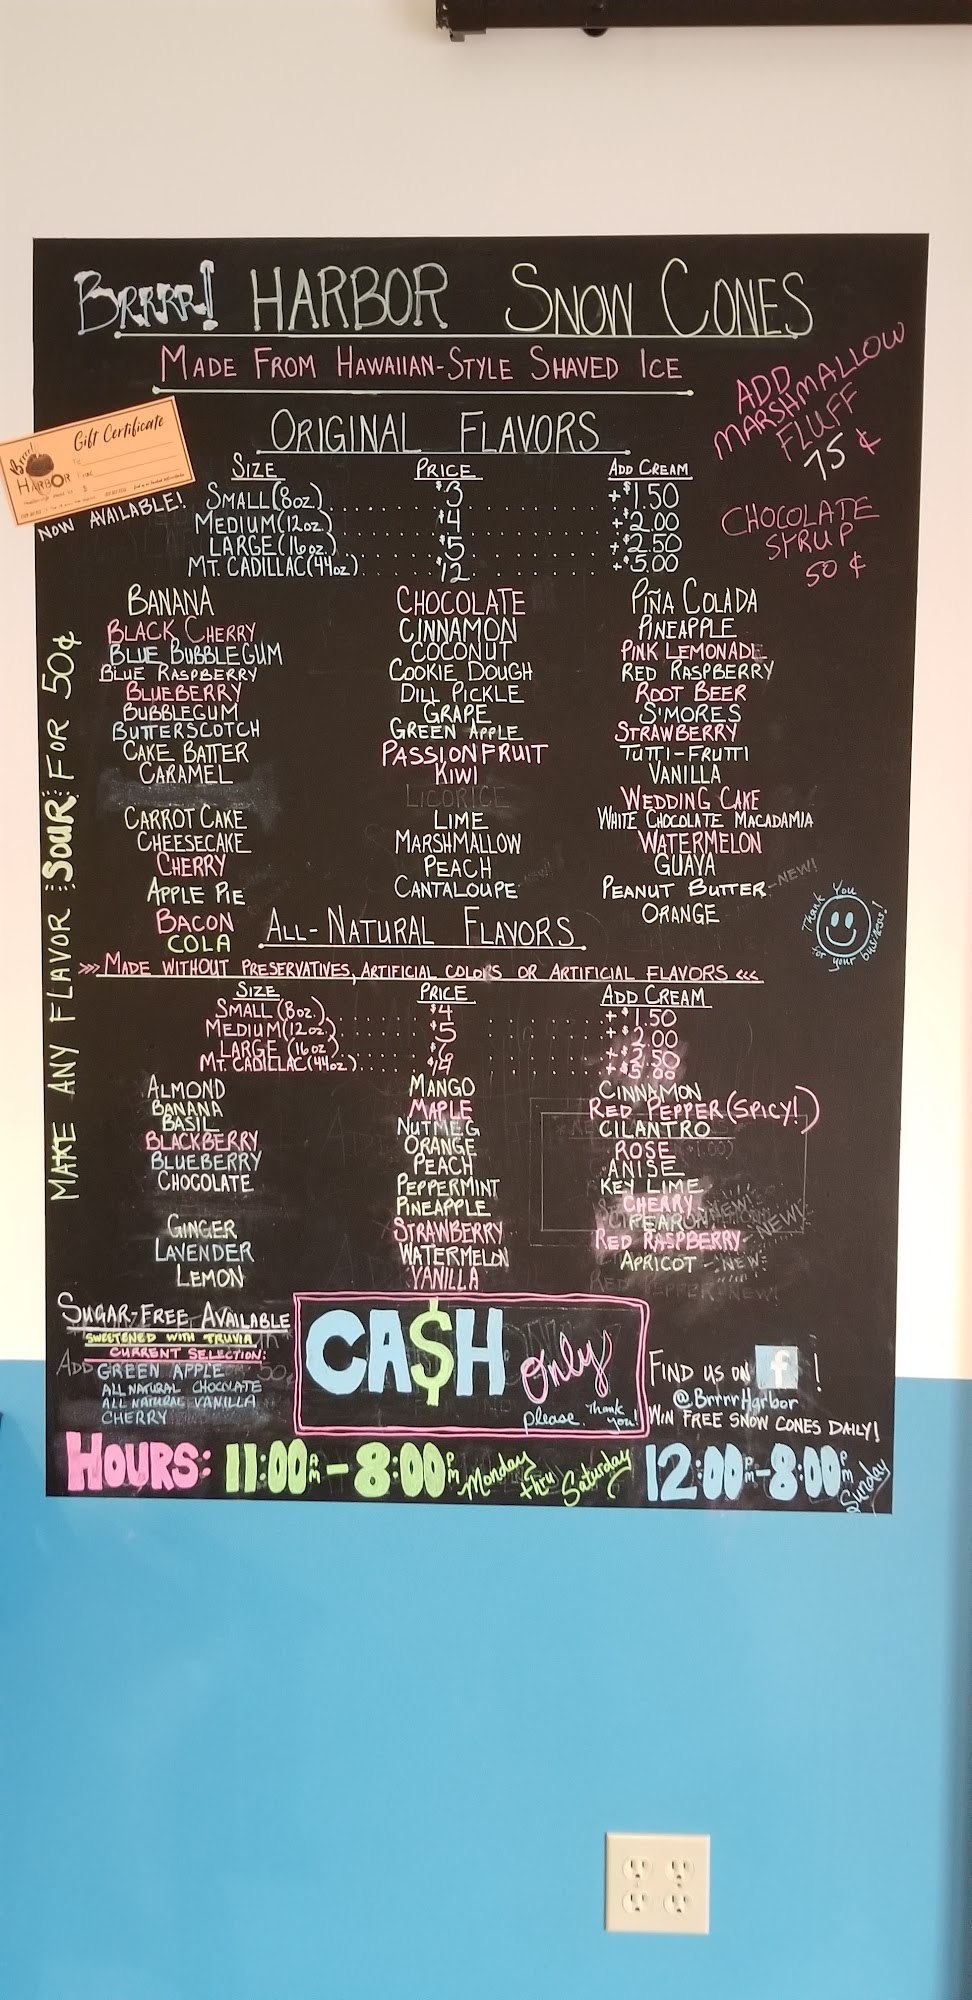 Brrrr! HARBOR SNOW CONES
MADE FROM HAWAIIAN-STYLE SHAVED ICE
ADD
MARSHMALLOW
FLUFF
75¢
CHOCOLATE
SYRUP
50¢
Gift Certificate
Brrrr!
HARBOR
NOW AVAILABLE!
MAKE ANY FLAVOR SOUR FOR 50¢
ORIGINAL FLAVORS
SIZE PRICE ADD CREAM
SMALL (8oz.) $3 +$1.50
MEDIUM (12oz.) $4 +$2.00
LARGE (16oz.) $5 +$2.50
MT. CADILLAC (44oz) $12 +$5.00
BANANA
BLACK CHERRY
BLUE BUBBLEGUM
BLUE RASPBERRY
BLUEBERRY
BUBBLEGUM
BUTTERSCOTCH
CAKE BATTER
CARAMEL
CARROT CAKE
CHEESECAKE
CHERRY
APPLE PIE
BACON
COLA
CHOCOLATE
CINNAMON
COCONUT
COOKIE DOUGH
DILL PICKLE
GRAPE
GREEN APPLE
PASSIONFRUIT
KIWI
LICORICE
LIME
MARSHMALLOW
PEACH
CANTALOUPE
PIÑA COLADA
PINEAPPLE
PINK LEMONADE
RED RASPBERRY
ROOT BEER
S'MORES
STRAWBERRY
TUTTI-FRUTTI
VANILLA
WEDDING CAKE
WHITE CHOCOLATE MACADAMIA
WATERMELON
GUAVA
PEANUT BUTTER -NEW!
ORANGE
Thank You
for your business!
ALL-NATURAL FLAVORS
>>> MADE WITHOUT PRESERVATIVES, ARTIFICIAL COLORS OR ARTIFICIAL FLAVORS <<<
SIZE PRICE ADD CREAM
SMALL (8oz.) $4 +$1.50
MEDIUM (12oz.) $5 +$2.00
LARGE (16oz) $6 +$2.50
MT. CADILLAC (44oz) +$5.00
ALMOND
BANANA
BASIL
BLACKBERRY
BLUEBERRY
CHOCOLATE
GINGER
LAVENDER
LEMON
MANGO
MAPLE
NUTMEG
ORANGE
PEACH
PEPPERMINT
PINEAPPLE
STRAWBERRY
WATERMELON
VANILLA
CINNAMON
RED PEPPER (SPICY!)
CILANTRO
ROSE
ANISE
KEY LIME
CHERRY
PEAR
RED RASPBERRY -NEW!
APRICOT -NEW
SUGAR-FREE AVAILABLE
SWEETENED WITH TRUVIA
CURRENT SELECTION:
ADD 50¢
GREEN APPLE
ALL NATURAL CHOCOLATE
ALL NATURAL VANILLA
CHERRY
CA$H Only
please. Thank you!
FIND US ON f !
@BrrrrHarbor
WIN FREE SNOW CONES DAILY!
HOURS: 11:00AM-8:00PM Monday thru Saturday 12:00PM-8:00PM Sunday